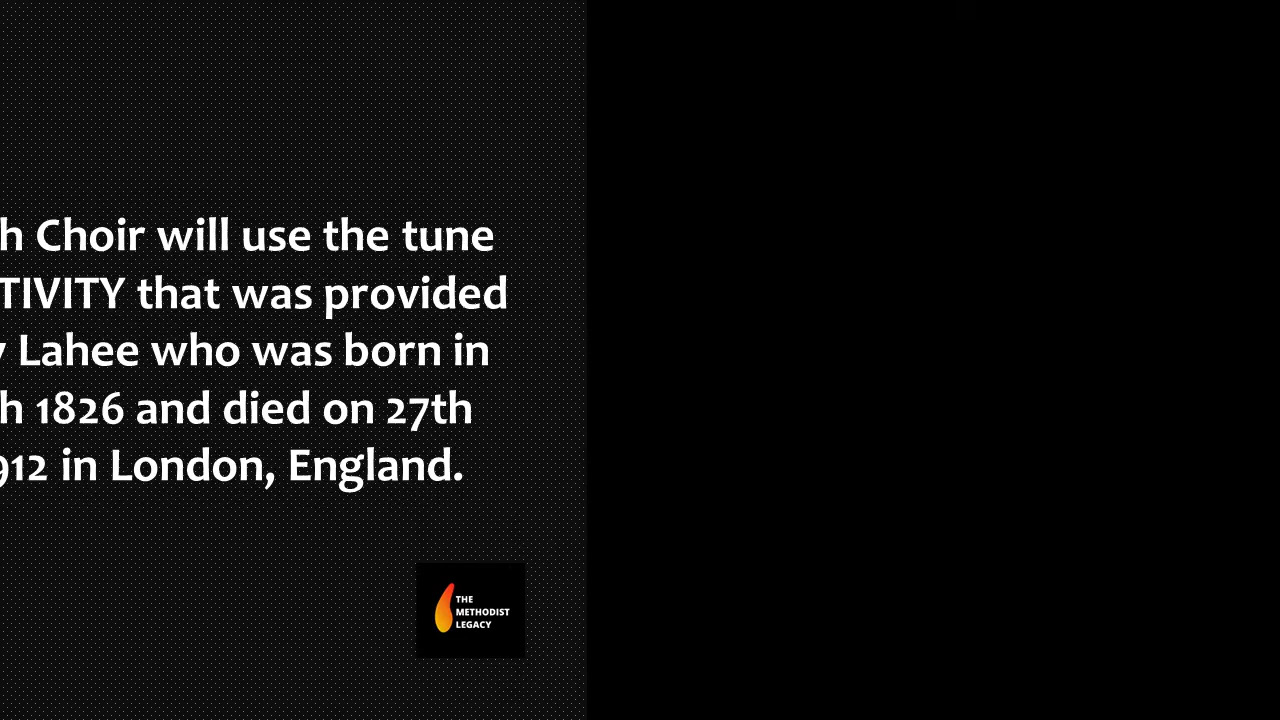 h Choir will use the tune
TIVITY that was provided
Lahee who was born in
h 1826 and died on 27th
912 in London, England.
THE
METHODIST
LEGACY